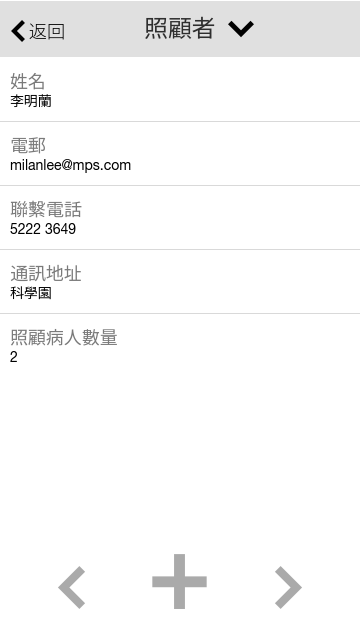 返回
照顧者
姓名
李明蘭
電郵
milanlee@mps.com
聯繫電話
5222 3649
通訊地址
科學園
照顧病人數量
2